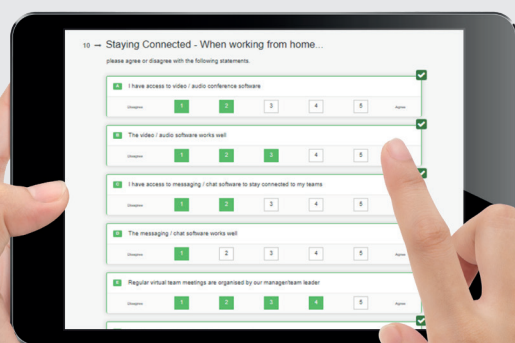 10 → Staying Connected - When working from home...
please agree or disagree with the following statements.
A I have access to video / audio conference software
Disagree 1 2 3 4 5 Agree
B The video / audio software works well
Disagree 1 2 3 4 5
C I have access to messaging / chat software to stay connected to my teams
Disagree 1 2 3 4 5
D The messaging / chat software works well
Disagree 1 2 3 4 5 Agree
E Regular virtual team meetings are organised by our manager/team leader
Disagree 1 2 3 4 5 Agree